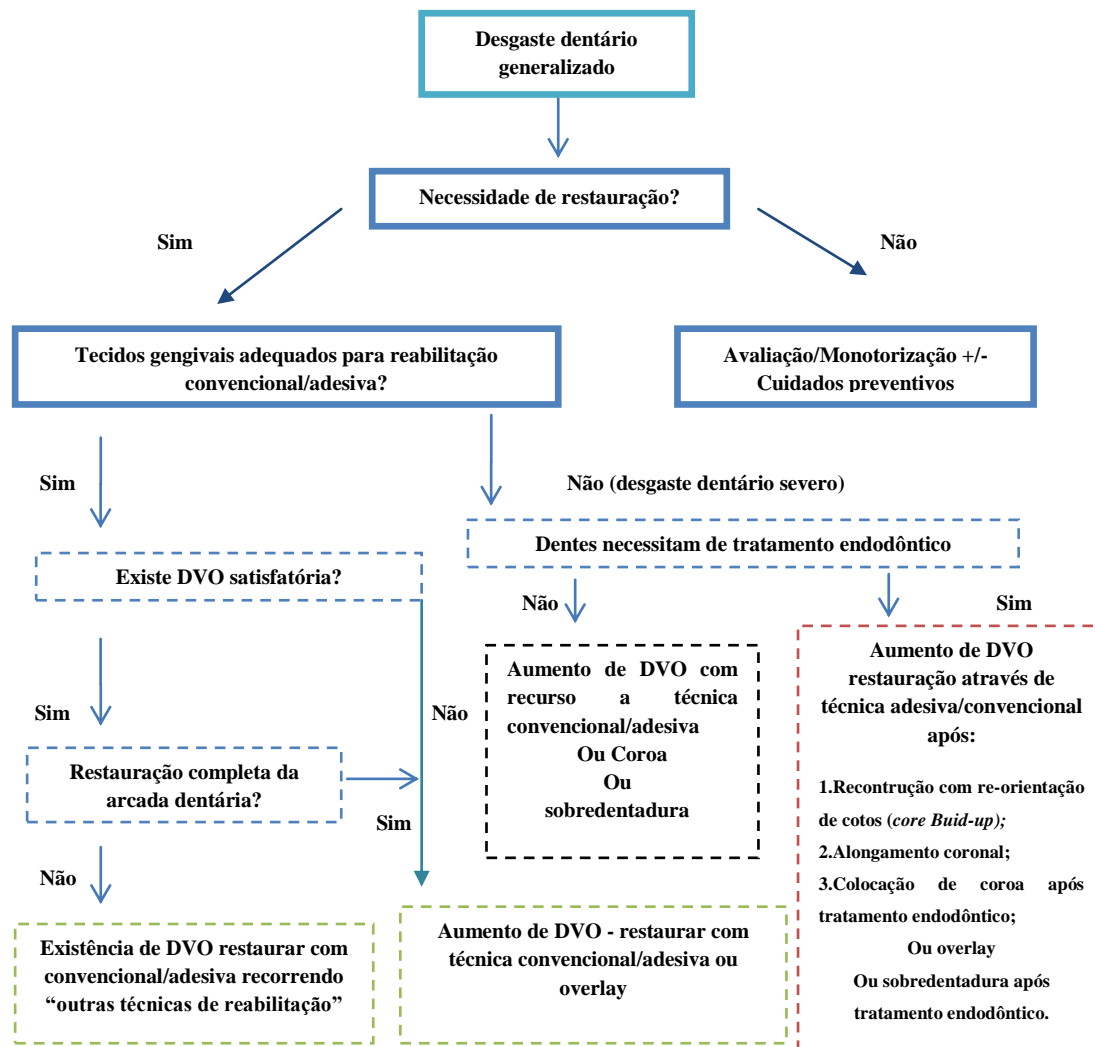 Desgaste dentário
generalizado
Necessidade de restauração?
Sim
Não
Tecidos gengivais adequados para reabilitação
convencional/adesiva?
Avaliação/Monotorização +/-
Cuidados preventivos
Sim
Não (desgaste dentário severo)
Existe DVO satisfatória?
Dentes necessitam de tratamento endodôntico
Não
Sim
Sim
Não
Aumento de DVO com
recurso a técnica
convencional/adesiva
Ou Coroa
Ou
sobredentadura
Aumento de DVO
restauração através de
técnica adesiva/convencional
após:
1.Recontrução com re-orientação
de cotos (core Buid-up);
2.Alongamento coronal;
3.Colocação de coroa após
tratamento endodôntico;
Ou overlay
Ou sobredentadura após
tratamento endodôntico.
Restauração completa da
arcada dentária?
Sim
Não
Existência de DVO restaurar com
convencional/adesiva recorrendo
“outras técnicas de reabilitação”
Aumento de DVO - restaurar com
técnica convencional/adesiva ou
overlay